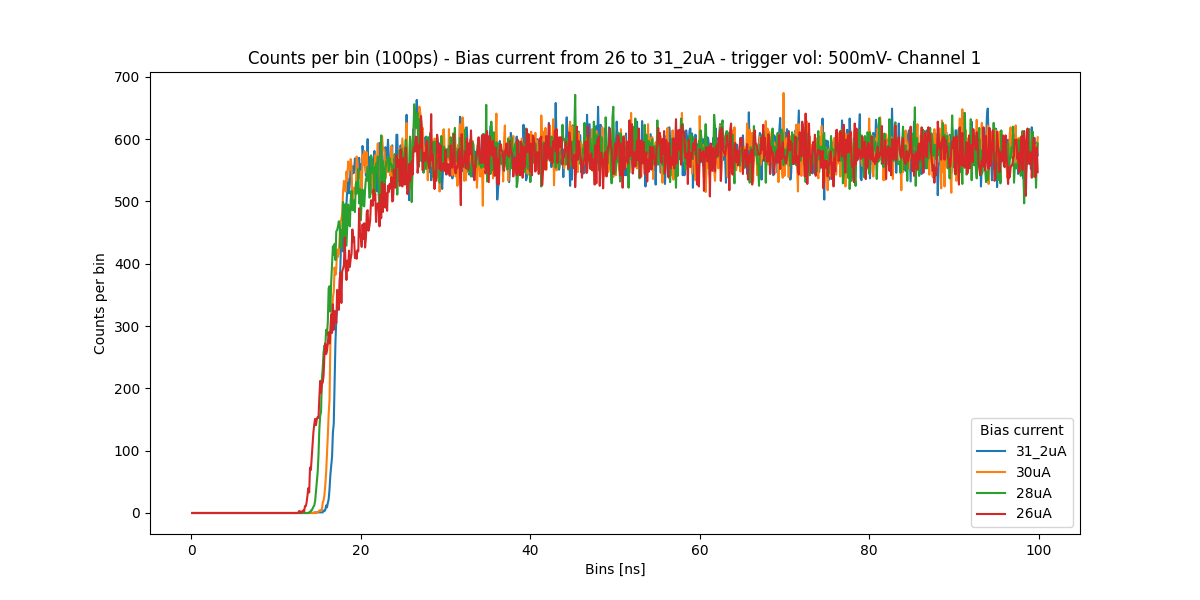 Counts per bin (100ps) - Bias current from 26 to 31_2uA - trigger vol: 500mV- Channel 1
700
600
500
400
300
200
100
0
Counts per bin
0 20 40 60 80 100
Bins [ns]
Bias current
31_2uA
30uA
28uA
26uA